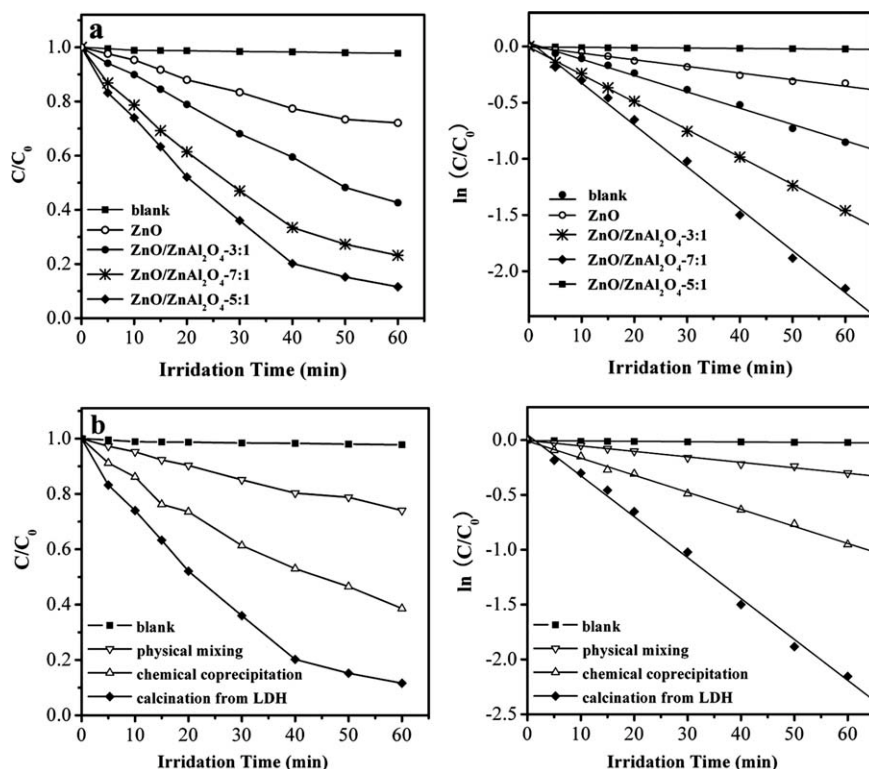 a
1.0
0.8
0.6
0.4
0.2
0.0
C/C₀
blank
ZnO
ZnO/ZnAl₂O₄-3:1
ZnO/ZnAl₂O₄-7:1
ZnO/ZnAl₂O₄-5:1
0 10 20 30 40 50 60
Irridation Time (min)
0.0
-0.5
-1.0
-1.5
-2.0
ln (C/C₀)
blank
ZnO
ZnO/ZnAl₂O₄-3:1
ZnO/ZnAl₂O₄-7:1
ZnO/ZnAl₂O₄-5:1
0 10 20 30 40 50 60
Irridation Time (min)
b
1.0
0.8
0.6
0.4
0.2
0.0
C/C₀
blank
physical mixing
chemical coprecipitation
calcination from LDH
0 10 20 30 40 50 60
Irridation Time (min)
0.0
-0.5
-1.0
-1.5
-2.0
-2.5
ln (C/C₀)
blank
physical mixing
chemical coprecipitation
calcination from LDH
0 10 20 30 40 50 60
Irridation Time (min)